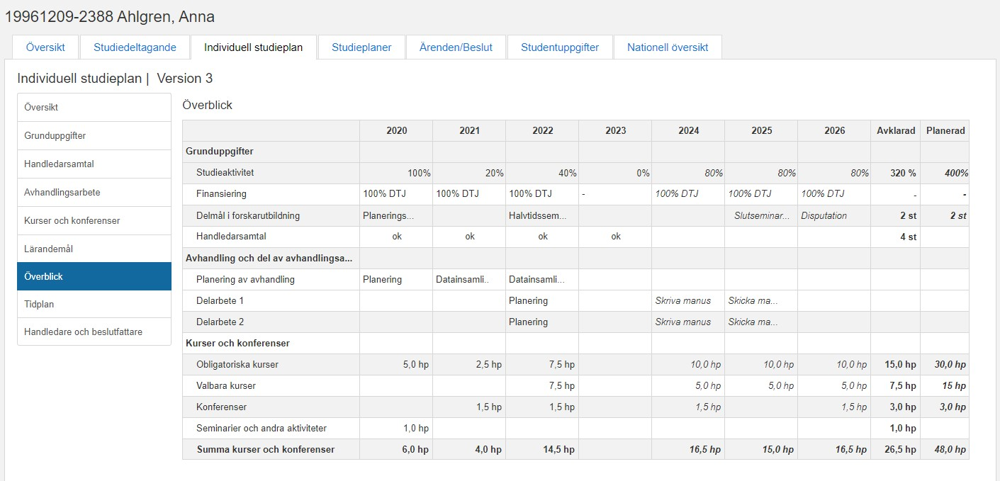 19961209-2388 Ahlgren, Anna
Översikt Studiedeltagande Individuell studieplan Studieplaner Ärenden/Beslut Studentuppgifter Nationell översikt
Individuell studieplan | Version 3
Översikt
Grunduppgifter
Handledarsamtal
Avhandlingsarbete
Kurser och konferenser
Lärandemål
Överblick
Tidplan
Handledare och beslutfattare
Överblick
2020 2021 2022 2023 2024 2025 2026 Avklarad Planerad
Grunduppgifter
Studieaktivitet 100% 20% 40% 0% 80% 80% 80% 320 % 400%
Finansiering 100% DTJ 100% DTJ 100% DTJ - 100% DTJ 100% DTJ 100% DTJ - -
Delmål i forskarutbildning Planerings... Halvtidssem... Slutseminar... Disputation 2 st 2 st
Handledarsamtal ok ok ok ok 4 st
Avhandling och del av avhandlingsa...
Planering av avhandling Planering Datainsamli.. Datainsamli...
Delarbete 1 Planering Skriva manus Skicka ma...
Delarbete 2 Planering Skriva manus Skicka ma...
Kurser och konferenser
Obligatoriska kurser 5,0 hp 2,5 hp 7,5 hp 10,0 hp 10,0 hp 10,0 hp 15,0 hp 30,0 hp
Valbara kurser 7,5 hp 5,0 hp 5,0 hp 5,0 hp 7,5 hp 15 hp
Konferenser 1,5 hp 1,5 hp 1,5 hp 1,5 hp 3,0 hp 3,0 hp
Seminarier och andra aktiviteter 1,0 hp 1,0 hp
Summa kurser och konferenser 6,0 hp 4,0 hp 14,5 hp 16,5 hp 15,0 hp 16,5 hp 26,5 hp 48,0 hp